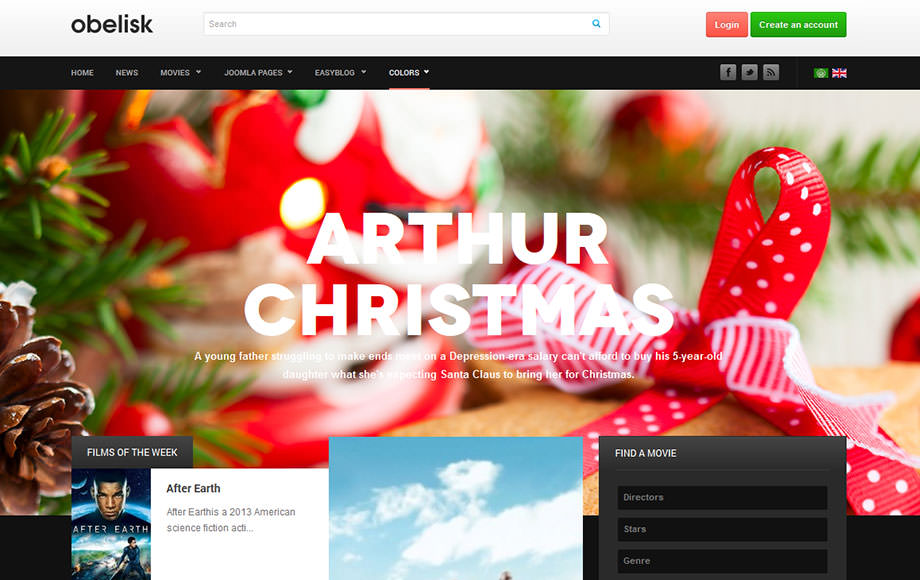 obelisk
Search
Login
Create an account
HOME
NEWS
MOVIES
JOOMLA PAGES
EASYBLOG
COLORS
ARTHUR
CHRISTMAS
A young father struggling to make ends meet on a Depression-era salary can't afford to buy his 5-year-old
daughter what she's expecting Santa Claus to bring her for Christmas.
FILMS OF THE WEEK
AFTER EARTH
After Earth
After Earthis a 2013 American
science fiction acti...
FIND A MOVIE
Directors
Stars
Genre